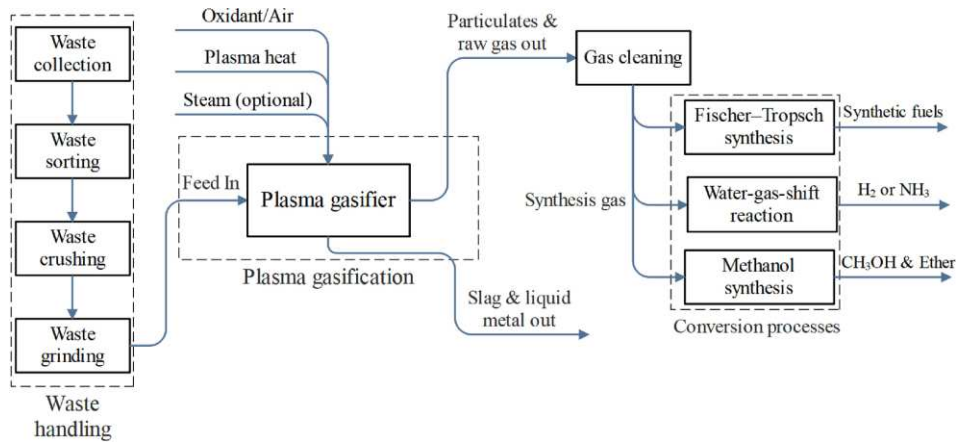 Waste
collection
Waste
sorting
Waste
crushing
Waste
grinding
Waste
handling
Oxidant/Air
Plasma heat
Steam (optional)
Feed In
Plasma gasifier
Plasma gasification
Slag & liquid
metal out
Particulates &
raw gas out
Gas cleaning
Synthesis gas
Fischer–Tropsch
synthesis
Synthetic fuels
Water-gas-shift
reaction
H₂ or NH₃
Methanol
synthesis
CH₃OH & Ether
Conversion processes